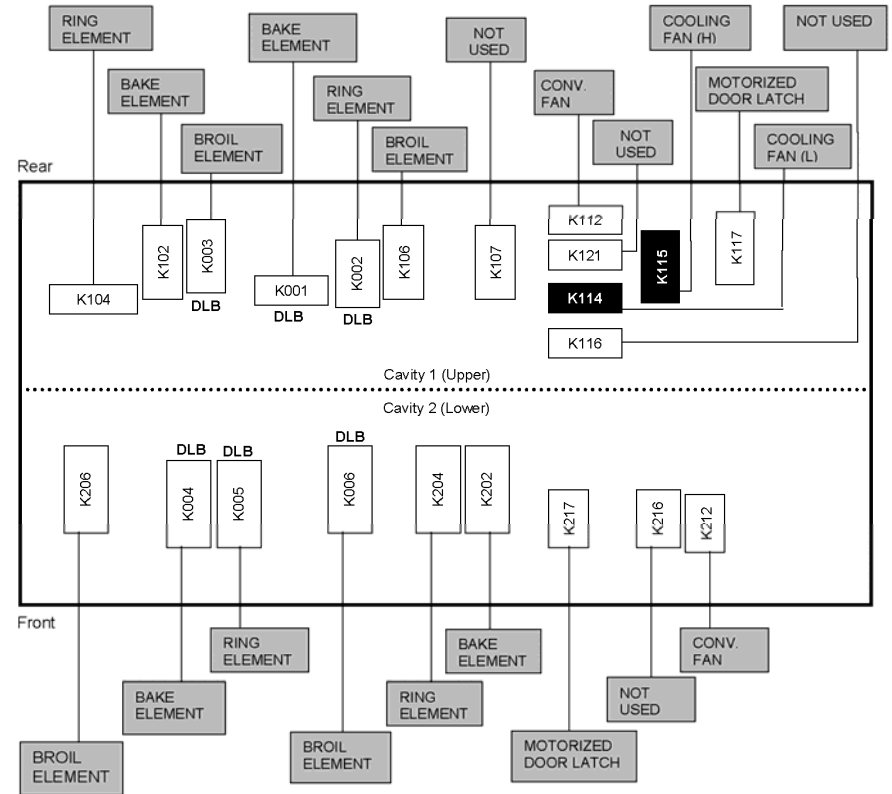 RING
ELEMENT
BAKE
ELEMENT
BROIL
ELEMENT
BAKE
ELEMENT
RING
ELEMENT
BROIL
ELEMENT
NOT
USED
CONV.
FAN
NOT
USED
COOLING
FAN (H)
MOTORIZED
DOOR LATCH
NOT USED
COOLING
FAN (L)
Rear
K104
K102
K003
DLB
K001
DLB
K002
DLB
K106
K107
K112
K121
K114
K116
K115
K117
Cavity 1 (Upper)
Cavity 2 (Lower)
K206
DLB
K004
DLB
K005
DLB
K006
K204
K202
K217
K216
K212
Front
BROIL
ELEMENT
BAKE
ELEMENT
RING
ELEMENT
BROIL
ELEMENT
RING
ELEMENT
BAKE
ELEMENT
MOTORIZED
DOOR LATCH
NOT
USED
CONV.
FAN